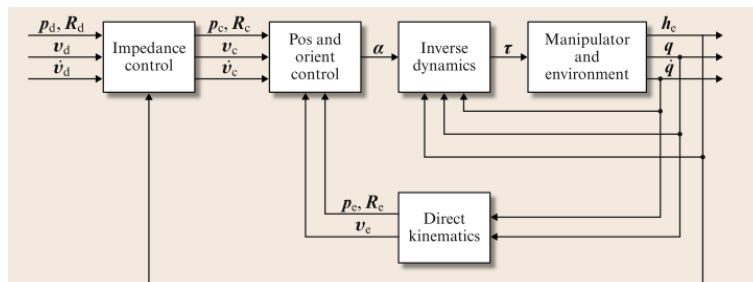 p_d, R_d
v_d
v̇_d
Impedance
control
p_c, R_c
v_c
v̇_c
Pos and
orient
control
α
Inverse
dynamics
τ
Manipulator
and
environment
h_e
q
q̇
p_e, R_e
v_e
Direct
kinematics